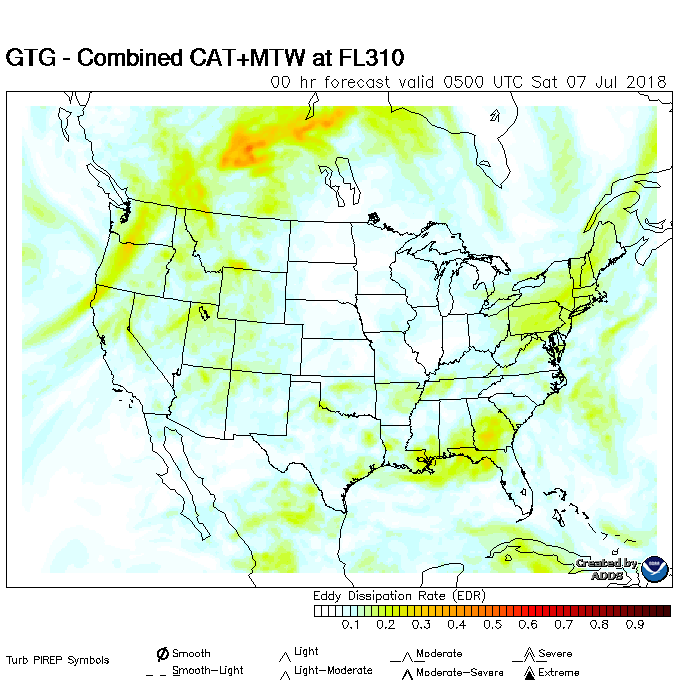 GTG - Combined CAT+MTW at FL310
00 hr forecast valid 0500 UTC Sat 07 Jul 2018
Created by
ADDS
Eddy Dissipation Rate (EDR)
0.1 0.2 0.3 0.4 0.5 0.6 0.7 0.8 0.9
Turb PIREP Symbols
Smooth Light Moderate Severe
Smooth-Light Light-Moderate Moderate-Severe Extreme